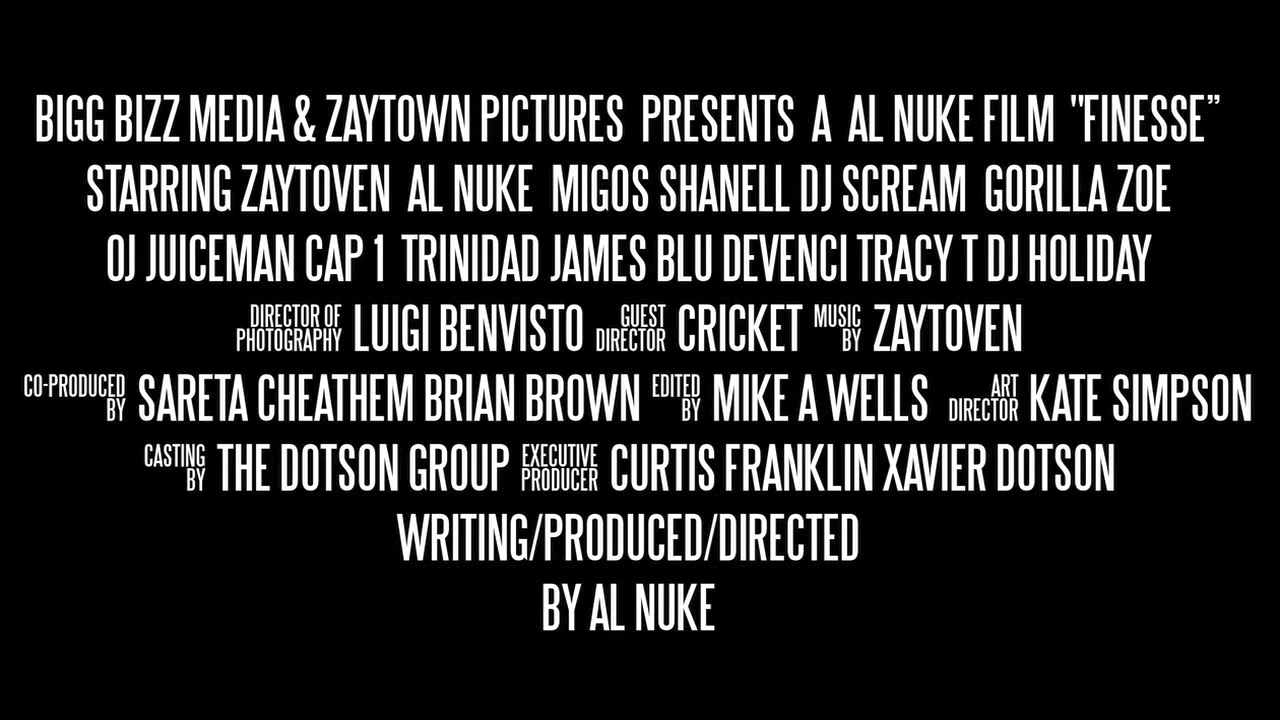 BIGG BIZZ MEDIA & ZAYTOWN PICTURES PRESENTS A AL NUKE FILM "FINESSE”
STARRING ZAYTOVEN AL NUKE MIGOS SHANELL DJ SCREAM GORILLA ZOE
OJ JUICEMAN CAP 1 TRINIDAD JAMES BLU DEVENCI TRACY T DJ HOLIDAY
DIRECTOR OF PHOTOGRAPHY LUIGI BENVISTO GUEST DIRECTOR CRICKET MUSIC BY ZAYTOVEN
CO-PRODUCED BY SARETA CHEATHEM BRIAN BROWN EDITED BY MIKE A WELLS ART DIRECTOR KATE SIMPSON
CASTING BY THE DOTSON GROUP EXECUTIVE PRODUCER CURTIS FRANKLIN XAVIER DOTSON
WRITING/PRODUCED/DIRECTED
BY AL NUKE